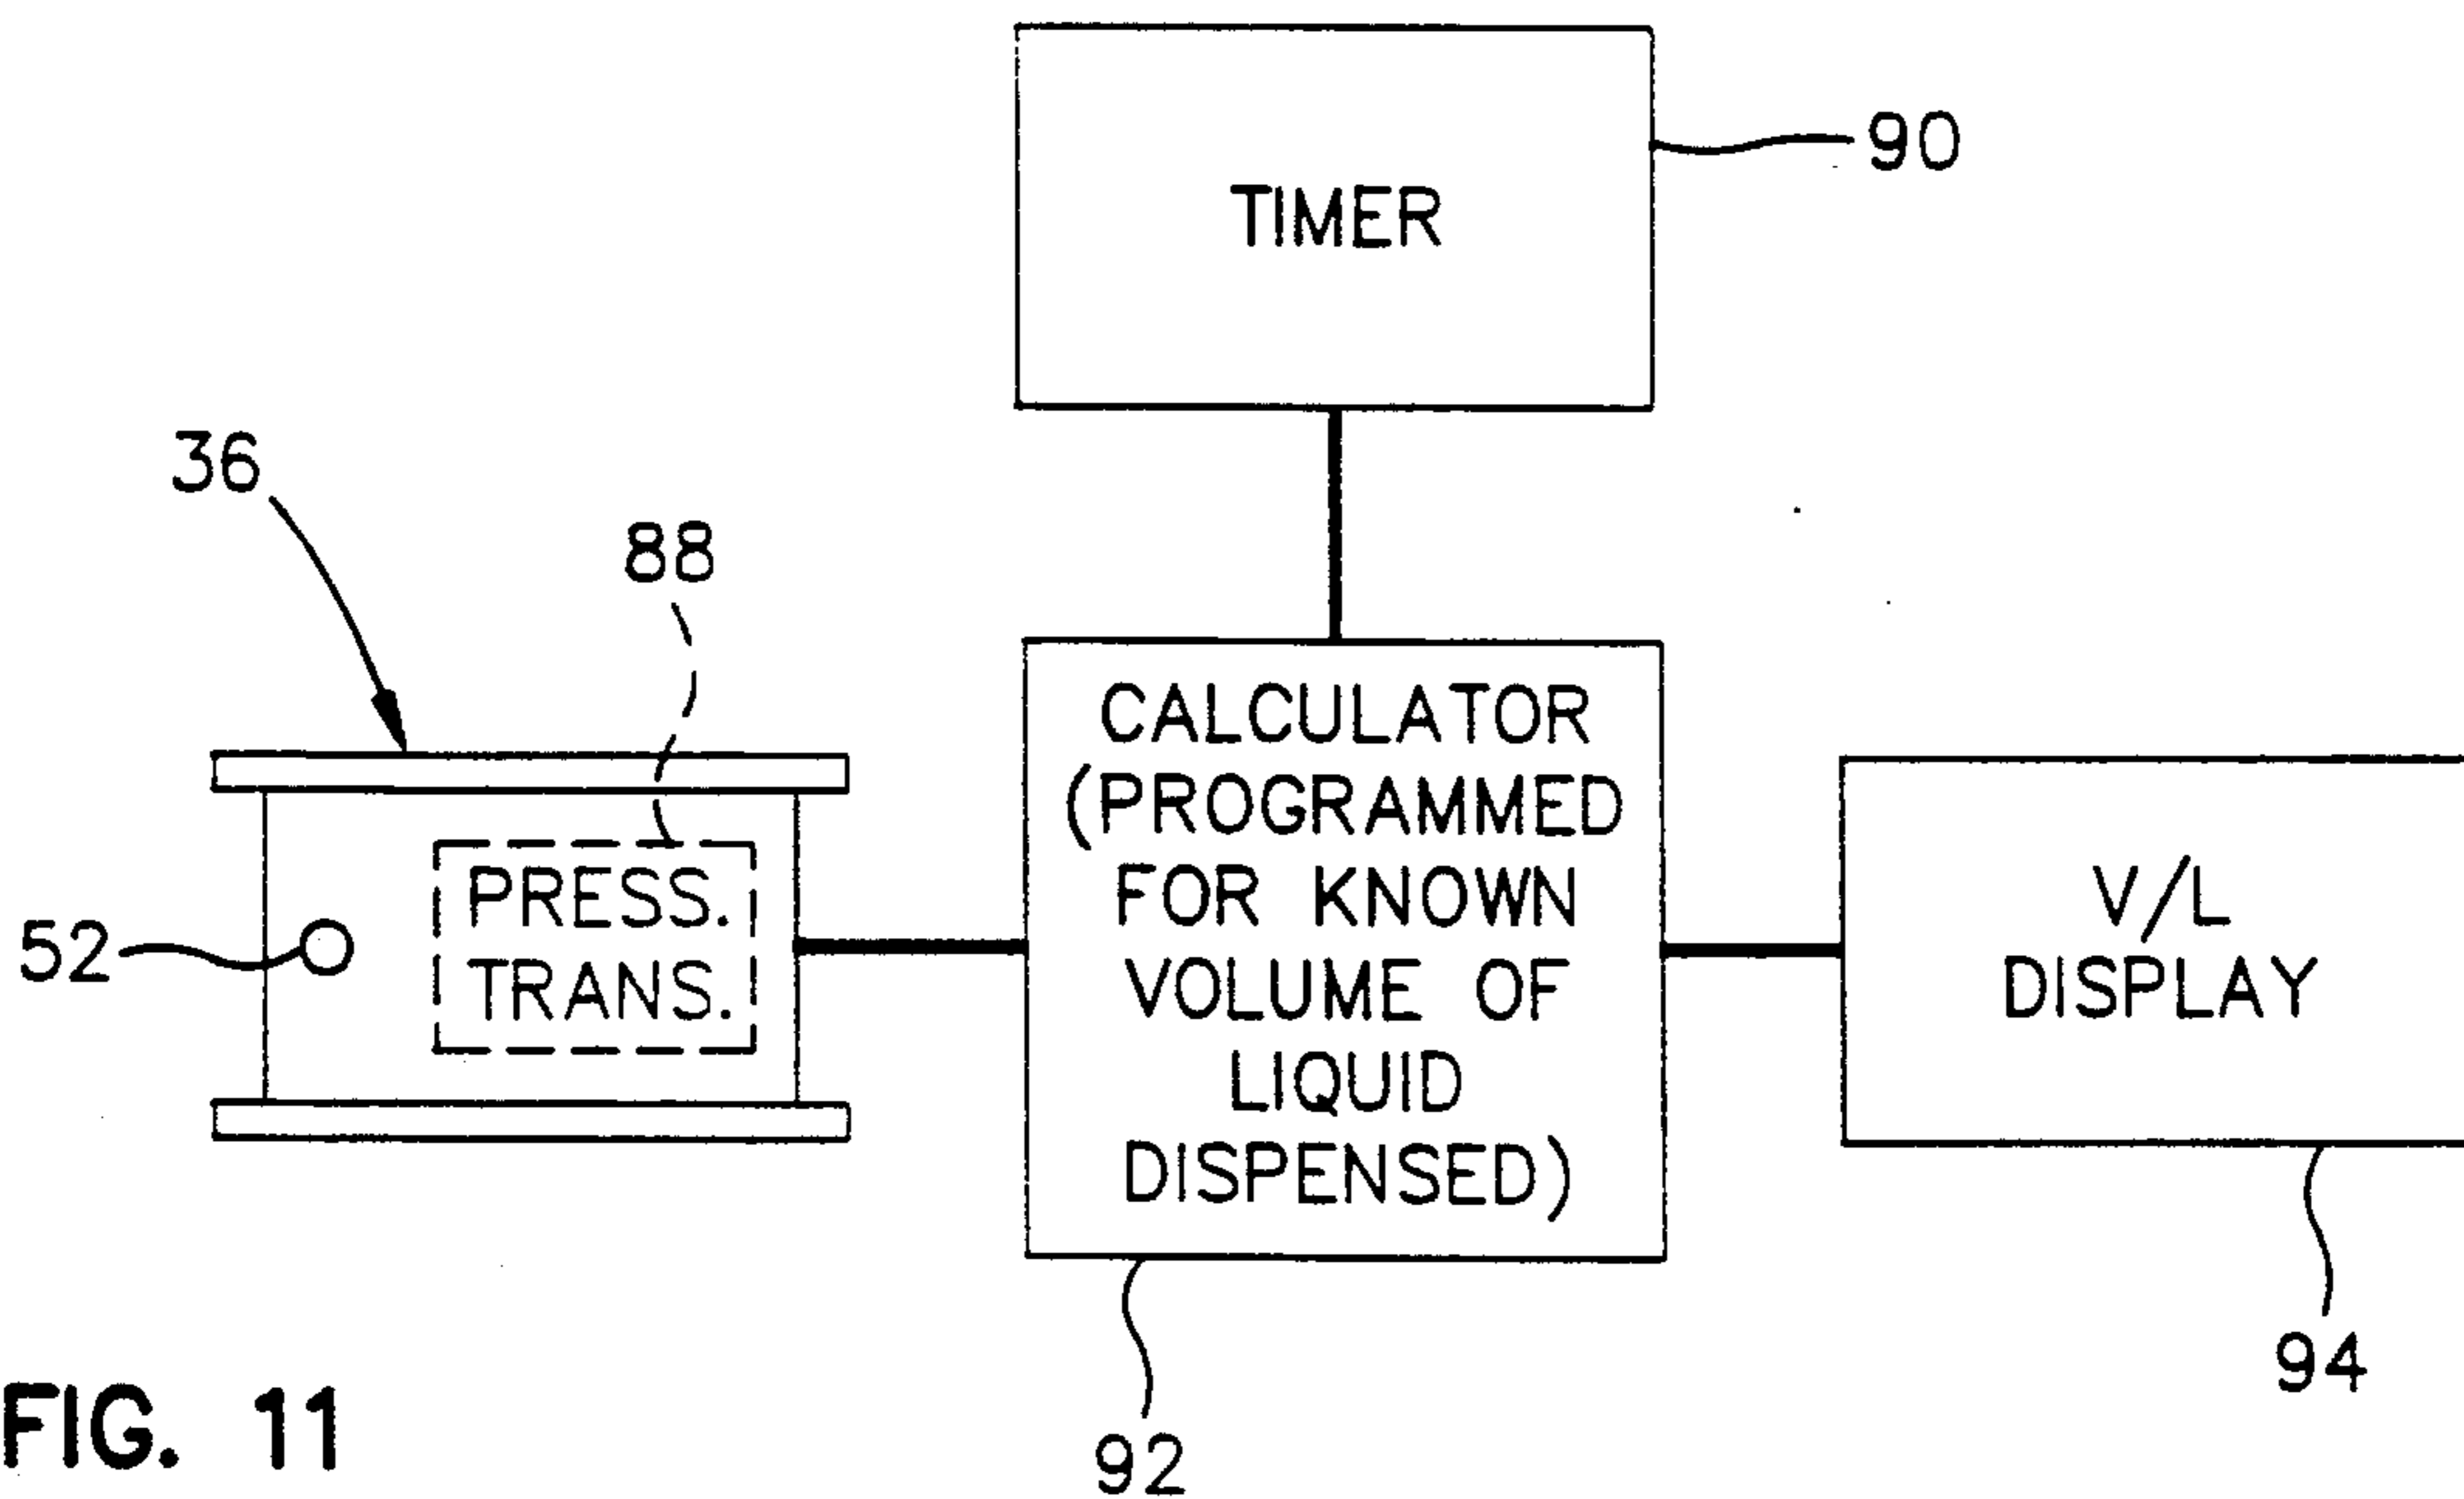 TIMER
90
36
88
CALCULATOR
(PROGRAMMED
FOR KNOWN
VOLUME OF
LIQUID
DISPENSED)
PRESS.
TRANS.
52
V/L
DISPLAY
94
92
FIG. 11